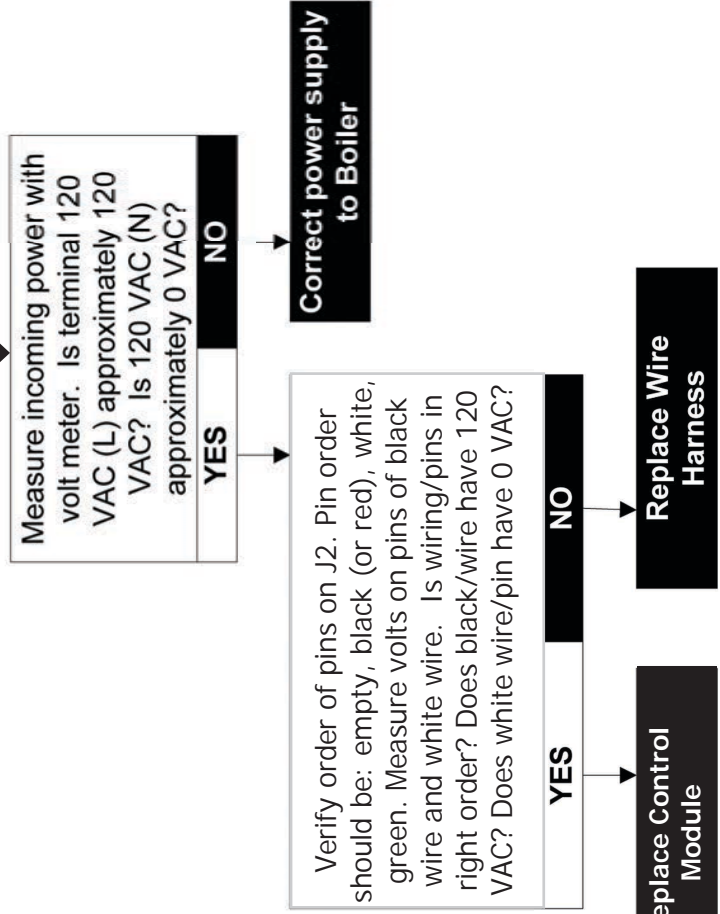 Measure incoming power with
volt meter. Is terminal 120
VAC (L) approximately 120
VAC? Is 120 VAC (N)
approximately 0 VAC?
YES
NO
Correct power supply
to Boiler
Verify order of pins on J2. Pin order
should be: empty, black (or red), white,
green. Measure volts on pins of black
wire and white wire. Is wiring/pins in
right order? Does black/wire have 120
VAC? Does white wire/pin have 0 VAC?
YES
NO
Replace Wire
Harness
eplace Control
Module